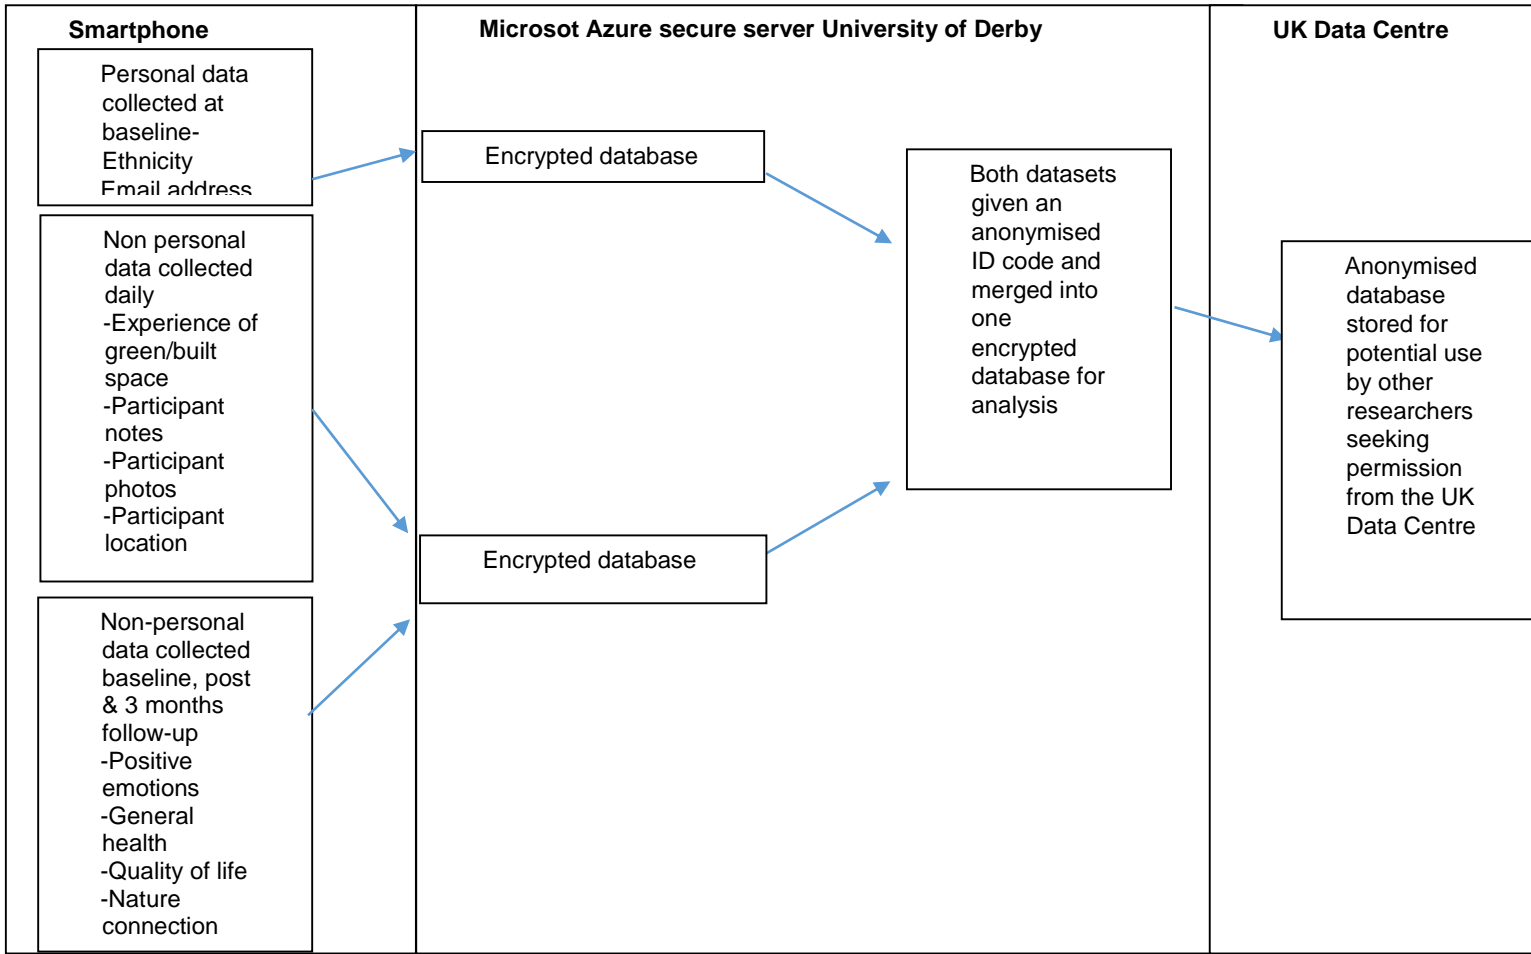 Smartphone
Personal data
collected at
baseline-
Ethnicity
Email address
Non personal
data collected
daily
-Experience of
green/built
space
-Participant
notes
-Participant
photos
-Participant
location
Non-personal
data collected
baseline, post
& 3 months
follow-up
-Positive
emotions
-General
health
-Quality of life
-Nature
connection
Microsot Azure secure server University of Derby
Encrypted database
Encrypted database
Both datasets
given an
anonymised
ID code and
merged into
one
encrypted
database for
analysis
UK Data Centre
Anonymised
database
stored for
potential use
by other
researchers
seeking
permission
from the UK
Data Centre